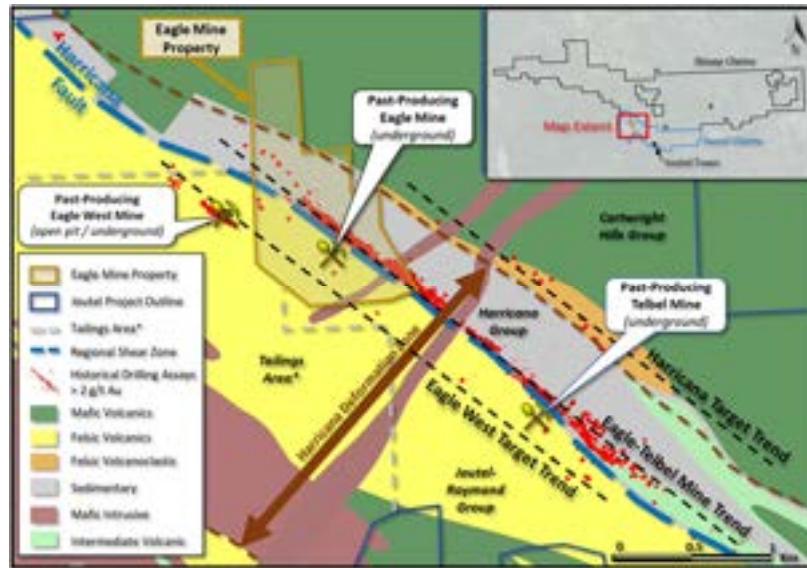 Harricana
Fault
Eagle Mine
Property
Past-Producing
Eagle Mine
(underground)
Map Extent
Past-Producing
Eagle West Mine
(open pit / underground)
Cartwright
Hills Group
Past-Producing
Telbel Mine
(underground)
Harricana
Group
Tailings
Area*
Harricana Deformation Zone
Harricana Target Trend
Eagle-Telbel Mine Trend
Eagle West Target Trend
Joutel-
Raymond
Group
Eagle Mine Property
Joutel Project Outline
Tailings Area*
Regional Shear Zone
Historical Drilling Assays
> 2 g/t Au
Mafic Volcanics
Felsic Volcanics
Felsic Volcanoclastic
Sedimentary
Mafic Intrusive
Intermediate Volcanic
0 0.5 1
Km